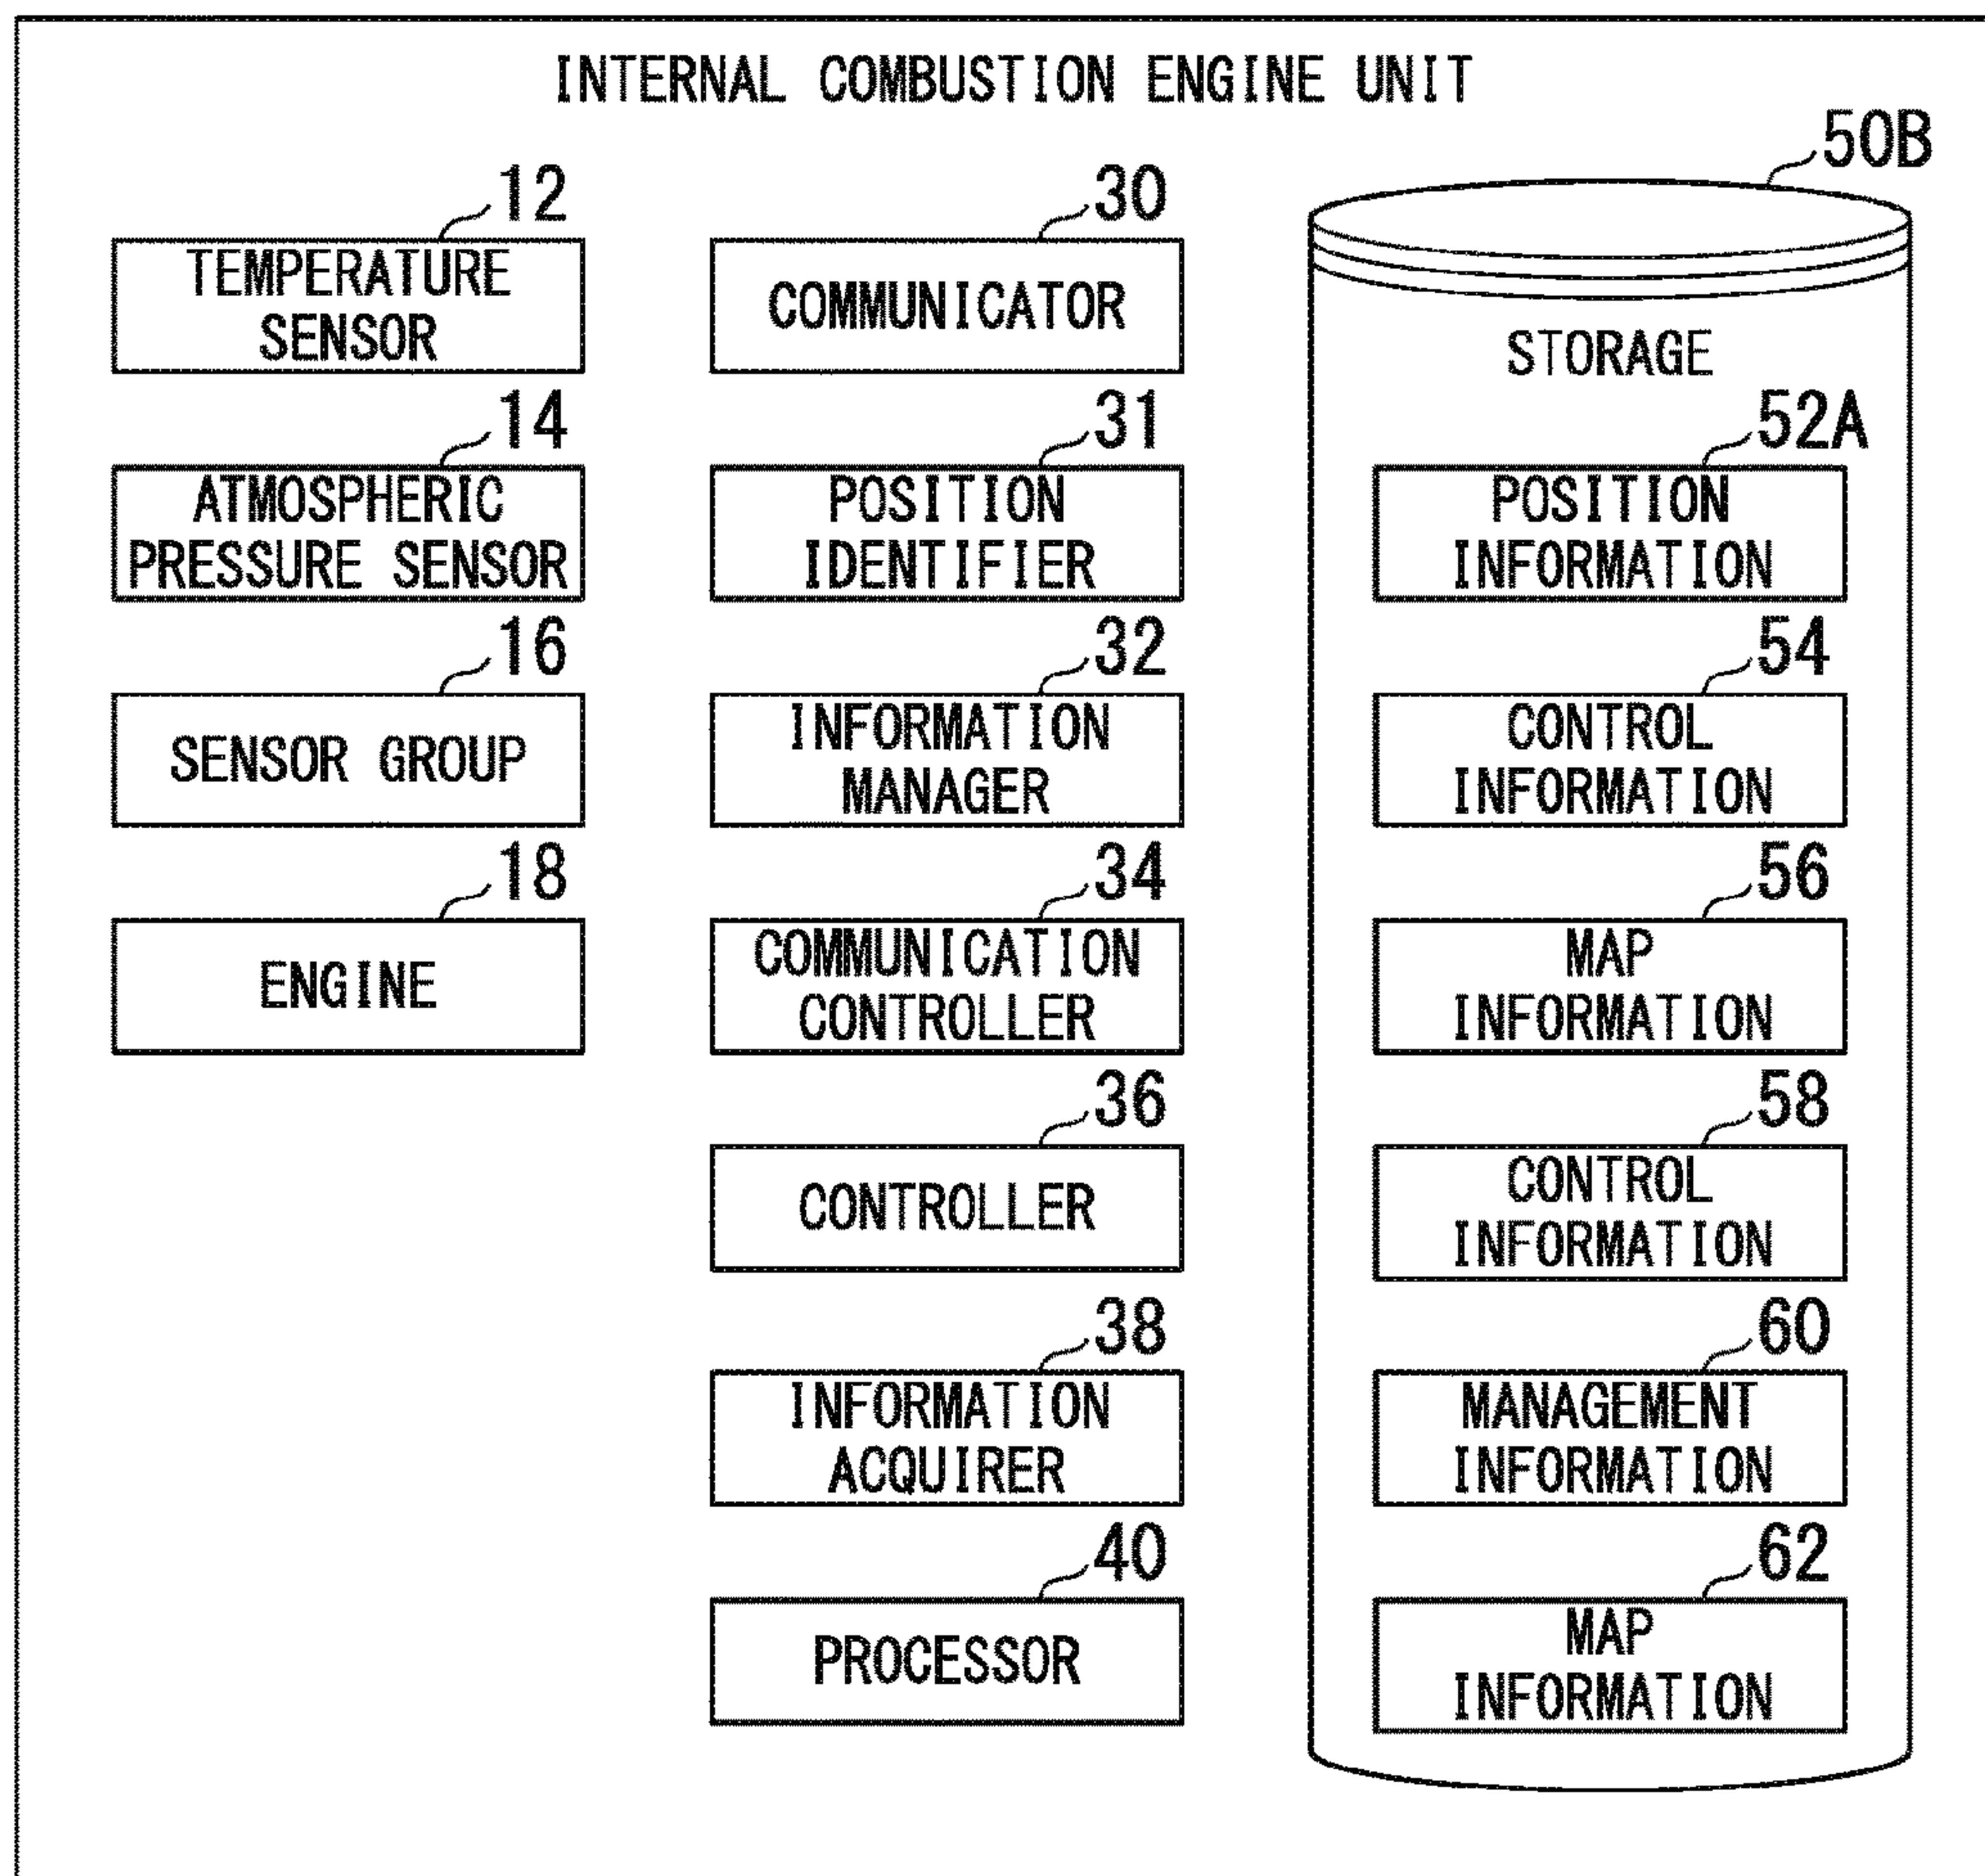 INTERNAL COMBUSTION ENGINE UNIT
12
TEMPERATURE
SENSOR
14
ATMOSPHERIC
PRESSURE SENSOR
16
SENSOR GROUP
18
ENGINE
30
COMMUNICATOR
31
POSITION
IDENTIFIER
32
INFORMATION
MANAGER
34
COMMUNICATION
CONTROLLER
36
CONTROLLER
38
INFORMATION
ACQUIRER
40
PROCESSOR
50B
STORAGE
52A
POSITION
INFORMATION
54
CONTROL
INFORMATION
56
MAP
INFORMATION
58
CONTROL
INFORMATION
60
MANAGEMENT
INFORMATION
62
MAP
INFORMATION